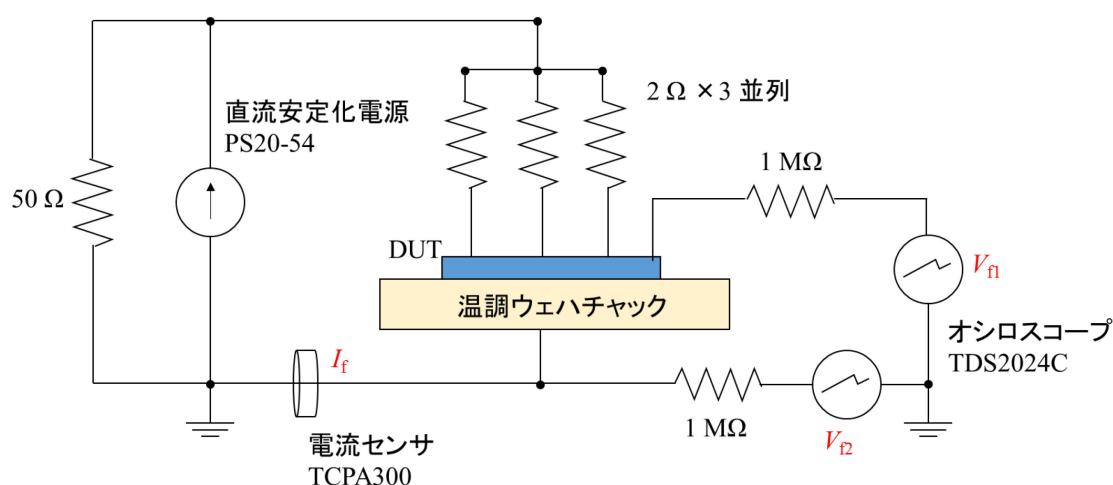 2 Ω ×3 並列
直流安定化電源
PS20-54
1 MΩ
50 Ω
DUT
Vf1
温調ウェハチャック
オシロスコープ
TDS2024C
If
1 MΩ
Vf2
電流センサ
TCPA300